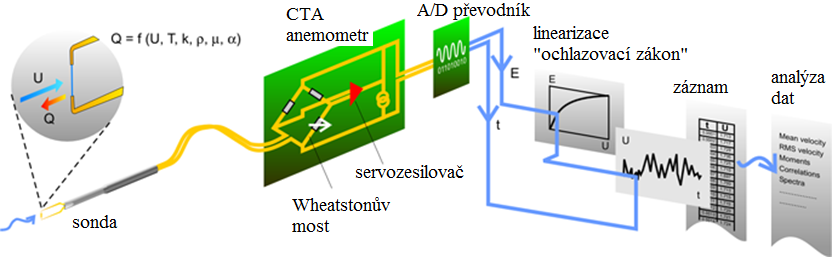 Q = f (U, T, k, ρ, μ, α)
U
Q
sonda
CTA
anemometr
servozesilovač
Wheatstonův
most
A/D převodník
011010010
E
t
linearizace
"ochlazovací zákon"
E
U
U
t
záznam
t U
analýza
dat
Mean velocity
RMS velocity
Moments
Correlations
Spectra